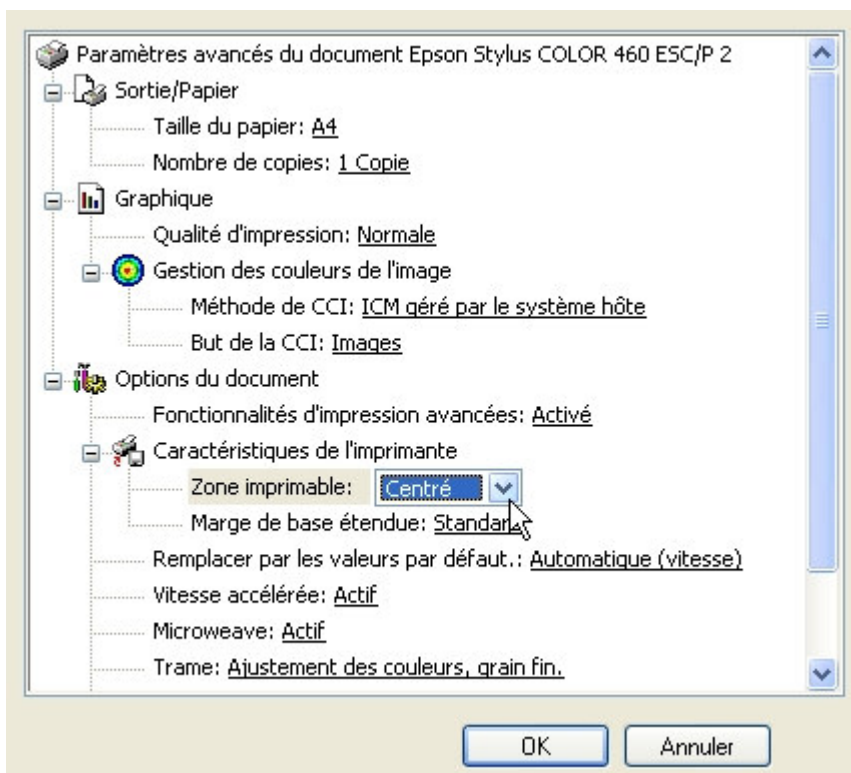 Paramètres avancés du document Epson Stylus COLOR 460 ESC/P 2
Sortie/Papier
Taille du papier: A4
Nombre de copies: 1 Copie
Graphique
Qualité d'impression: Normale
Gestion des couleurs de l'image
Méthode de CCI: ICM géré par le système hôte
But de la CCI: Images
Options du document
Fonctionnalités d'impression avancées: Activé
Caractéristiques de l'imprimante
Zone imprimable: Centré
Marge de base étendue: Standard
Remplacer par les valeurs par défaut.: Automatique (vitesse)
Vitesse accélérée: Actif
Microweave: Actif
Trame: Ajustement des couleurs, grain fin.
OK Annuler